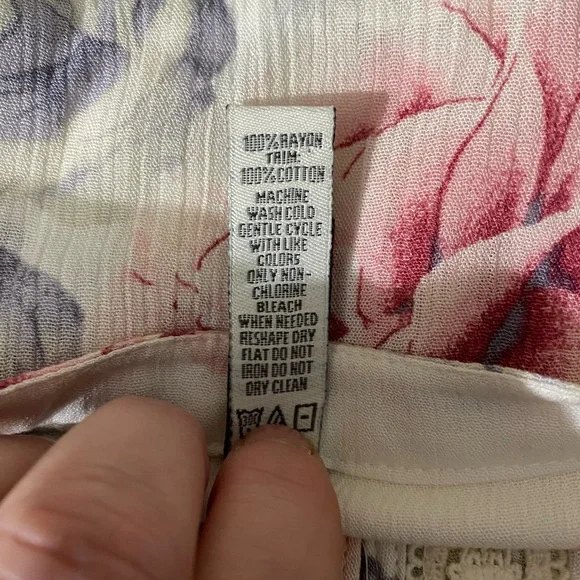 100%RAYON
TRIM:
100%COTTON
MACHINE
WASH COLD
GENTLE CYCLE
WITH LIKE
COLORS
ONLY NON-
CHLORINE
BLEACH
WHEN NEEDED
RESHAPE DRY
FLAT DO NOT
IRON DO NOT
DRY CLEAN